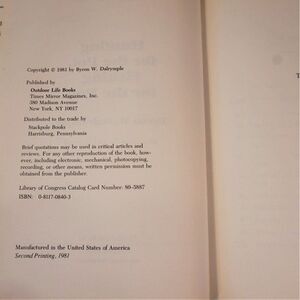 Copyright © 1981 by Byron W. Dalrymple
Published by
Outdoor Life Books
Times Mirror Magazines, Inc.
380 Madison Avenue
New York, NY 10017
Distributed to the trade by
Stackpole Books
Harrisburg, Pennsylvania
Brief quotations may be used in critical articles and
reviews. For any other reproduction of the book, how-
ever, including electronic, mechanical, photocopying,
recording, or other means, written permission must be
obtained from the publisher.
Library of Congress Catalog Card Number: 80-5887
ISBN: 0-8117-0840-3
Manufactured in the United States of America
Second Printing, 1981